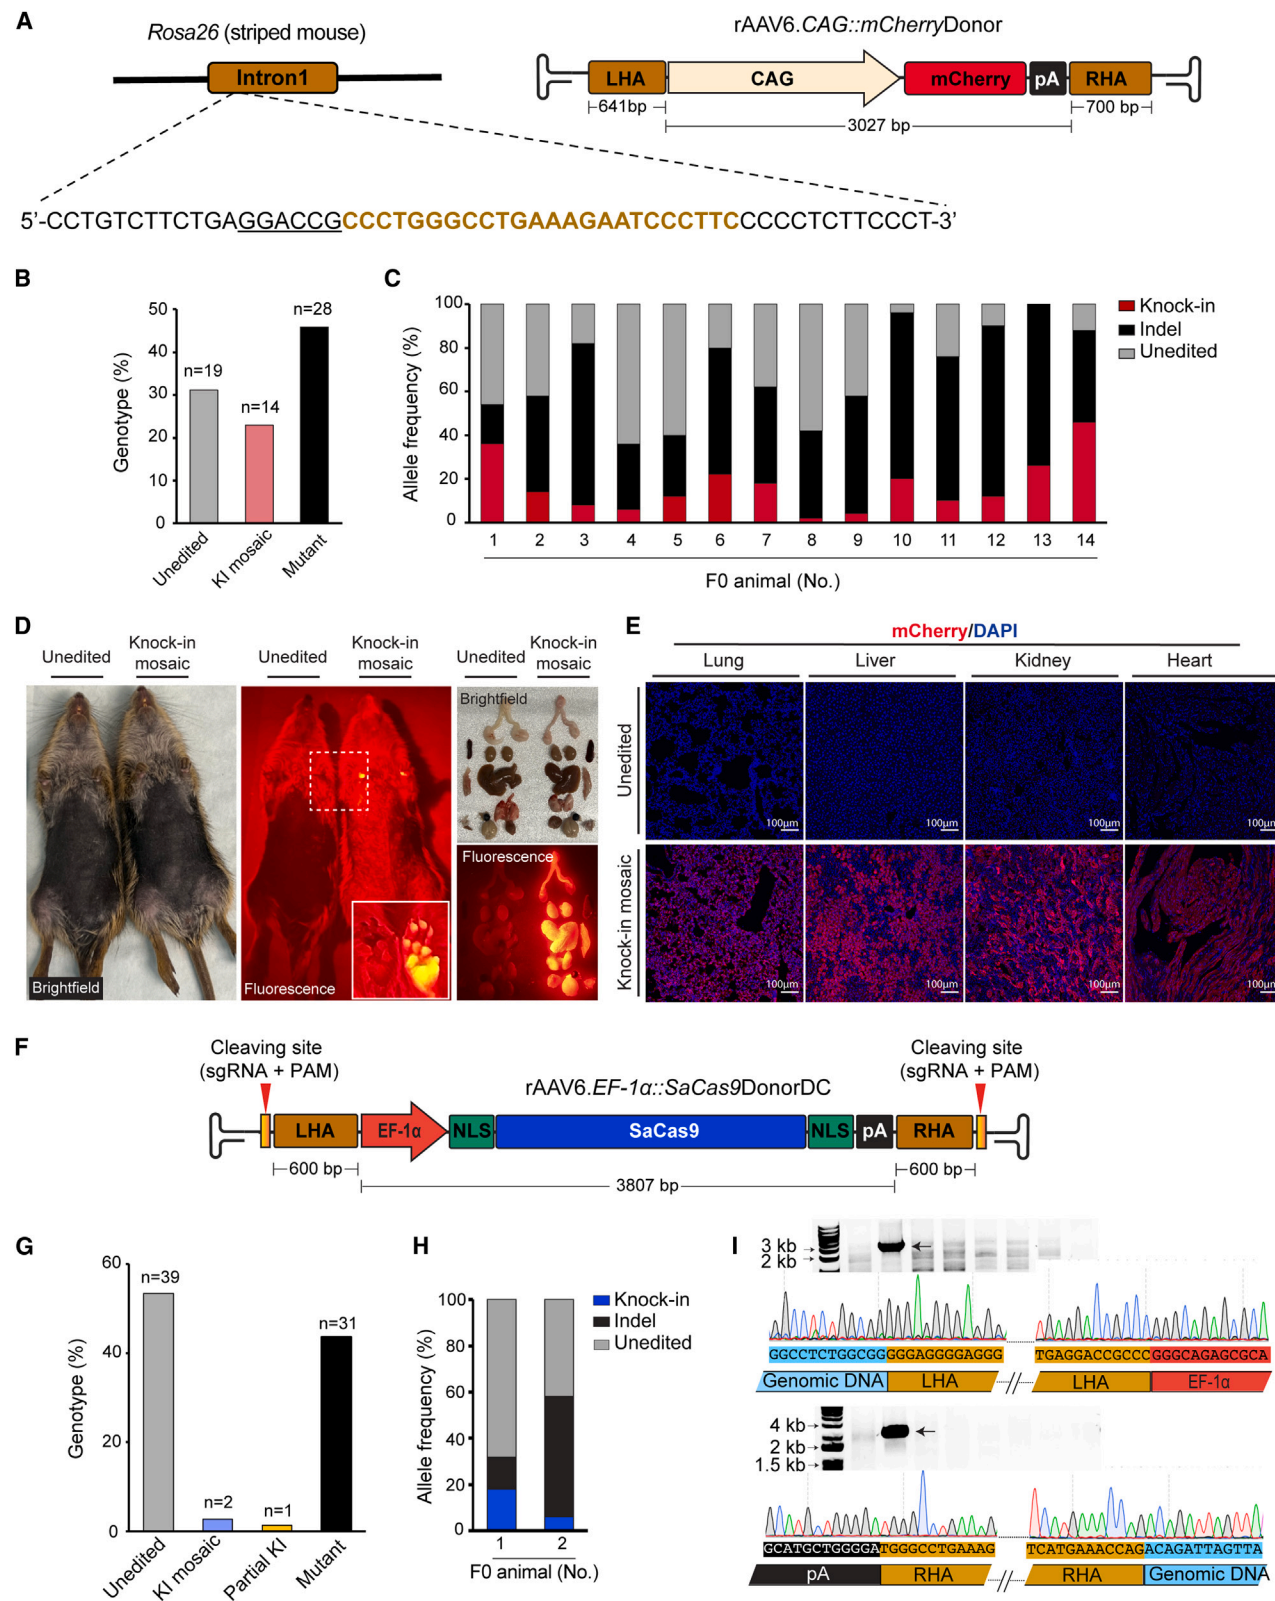 A
Rosa26 (striped mouse)
Intron1
rAAV6.CAG::mCherryDonor
LHA
CAG
mCherry
pA
RHA
641bp
700 bp
3027 bp
5’-CCTGTCTTCTGAGGACCGCCCTGGGCCTGAAAGAATCCCTTCCCCCTCTTCCCT-3’
B
Genotype (%)
50
40
30
20
10
0
n=19
n=14
n=28
Unedited
KI mosaic
Mutant
C
Allele frequency (%)
100
80
60
40
20
0
1 2 3 4 5 6 7 8 9 10 11 12 13 14
F0 animal (No.)
Knock-in
Indel
Unedited
D
Unedited
Knock-in
mosaic
Unedited
Knock-in
mosaic
Unedited
Knock-in
mosaic
Brightfield
Fluorescence
Brightfield
Fluorescence
E
mCherry/DAPI
Lung
Liver
Kidney
Heart
Unedited
100µm
100µm
100µm
100µm
Knock-in mosaic
100µm
100µm
100µm
100µm
F
Cleaving site
(sgRNA + PAM)
rAAV6.EF-1α::SaCas9DonorDC
Cleaving site
(sgRNA + PAM)
LHA
EF-1α
NLS
SaCas9
NLS
pA
RHA
600 bp
3807 bp
600 bp
G
Genotype (%)
60
40
20
0
n=39
n=2
n=1
n=31
Unedited
KI mosaic
Partial KI
Mutant
H
Allele frequency (%)
100
80
60
40
20
0
1 2
F0 animal (No.)
Knock-in
Indel
Unedited
I
3 kb
2 kb
GGCCTCTGGCGGGGGAGGGGAGGG
TGAGGACCGCCCGGGCAGAGCGCA
Genomic DNA
LHA
LHA
EF-1α
4 kb
2 kb
1.5 kb
GCATGCTGGGGATGGGCCTGAAAG
TCATGAAACCAGACAGATTAGTTA
pA
RHA
RHA
Genomic DNA